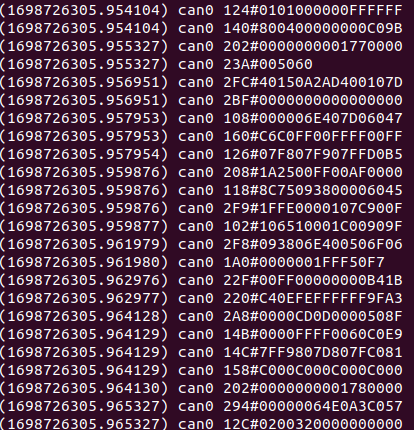 (1698726305.954104) can0 124#0101000000FFFFFF
(1698726305.954104) can0 140#800400000000C09B
(1698726305.955327) can0 202#0000000001770000
(1698726305.955327) can0 23A#005060
(1698726305.956951) can0 2FC#40150A2AD400107D
(1698726305.956951) can0 2BF#0000000000000000
(1698726305.957953) can0 108#000006E407D06047
(1698726305.957953) can0 160#C6C0FF00FFFF00FF
(1698726305.957954) can0 126#07F807F907FFD0B5
(1698726305.959876) can0 208#1A2500FF00AF0000
(1698726305.959876) can0 118#8C75093800006045
(1698726305.959876) can0 2F9#1FFE0000107C900F
(1698726305.959877) can0 102#106510001C00909F
(1698726305.961979) can0 2F8#093806E400506F06
(1698726305.961980) can0 1A0#0000001FFF50F7
(1698726305.962976) can0 22F#00FF00000000B41B
(1698726305.962977) can0 220#C40EFEFFFFFF9FA3
(1698726305.964128) can0 2A8#0000CD0D0000508F
(1698726305.964129) can0 14B#0000FFFF0060C0E9
(1698726305.964129) can0 14C#7FF9807D807FC081
(1698726305.964129) can0 158#C000C000C000C000
(1698726305.964130) can0 202#0000000001780000
(1698726305.965327) can0 294#00000064E0A3C057
(1698726305.965327) can0 12C#0200320000000000